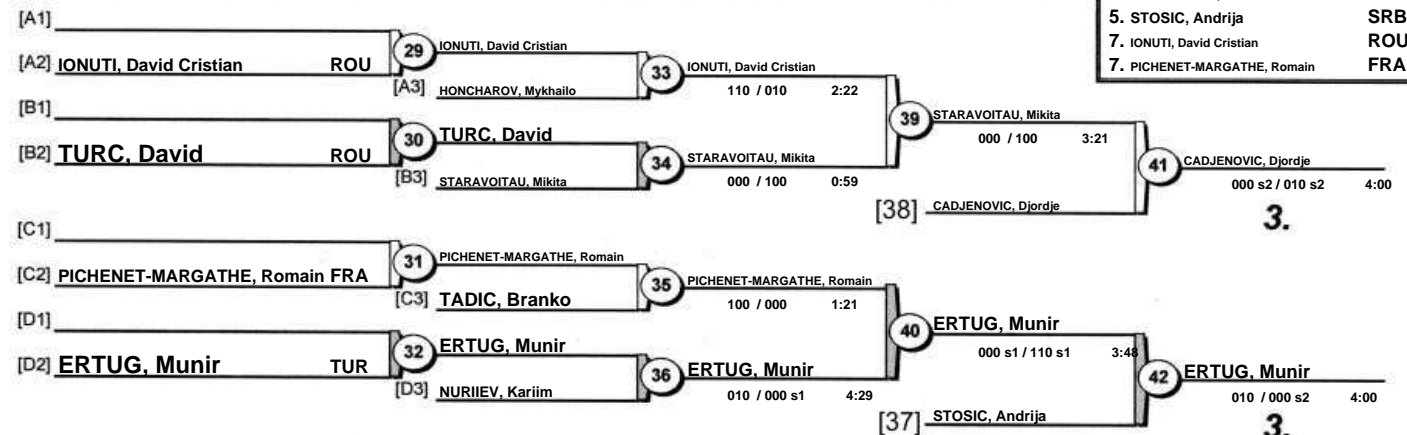 5. STOSIC, Andrija SRB
7. IONUTI, David Cristian ROU
7. PICHENET-MARGATHE, Romain FRA
[A1]
[A2] IONUTI, David Cristian ROU
29
IONUTI, David Cristian
[A3] HONCHAROV, Mykhailo
33
IONUTI, David Cristian
110 / 010 2:22
[B1]
[B2] TURC, David ROU
30
TURC, David
[B3] STARAVOITAU, Mikita
34
STARAVOITAU, Mikita
000 / 100 0:59
39
STARAVOITAU, Mikita
000 / 100 3:21
[38] CADJENOVIC, Djordje
41
CADJENOVIC, Djordje
000 s2 / 010 s2 4:00
3.
[C1]
[C2] PICHENET-MARGATHE, Romain FRA
31
PICHENET-MARGATHE, Romain
[C3] TADIC, Branko
35
PICHENET-MARGATHE, Romain
100 / 000 1:21
[D1]
[D2] ERTUG, Munir TUR
32
ERTUG, Munir
[D3] NURIIEV, Kariim
36
ERTUG, Munir
010 / 000 s1 4:29
40
ERTUG, Munir
000 s1 / 110 s1 3:48
[37] STOSIC, Andrija
42
ERTUG, Munir
010 / 000 s2 4:00
3.